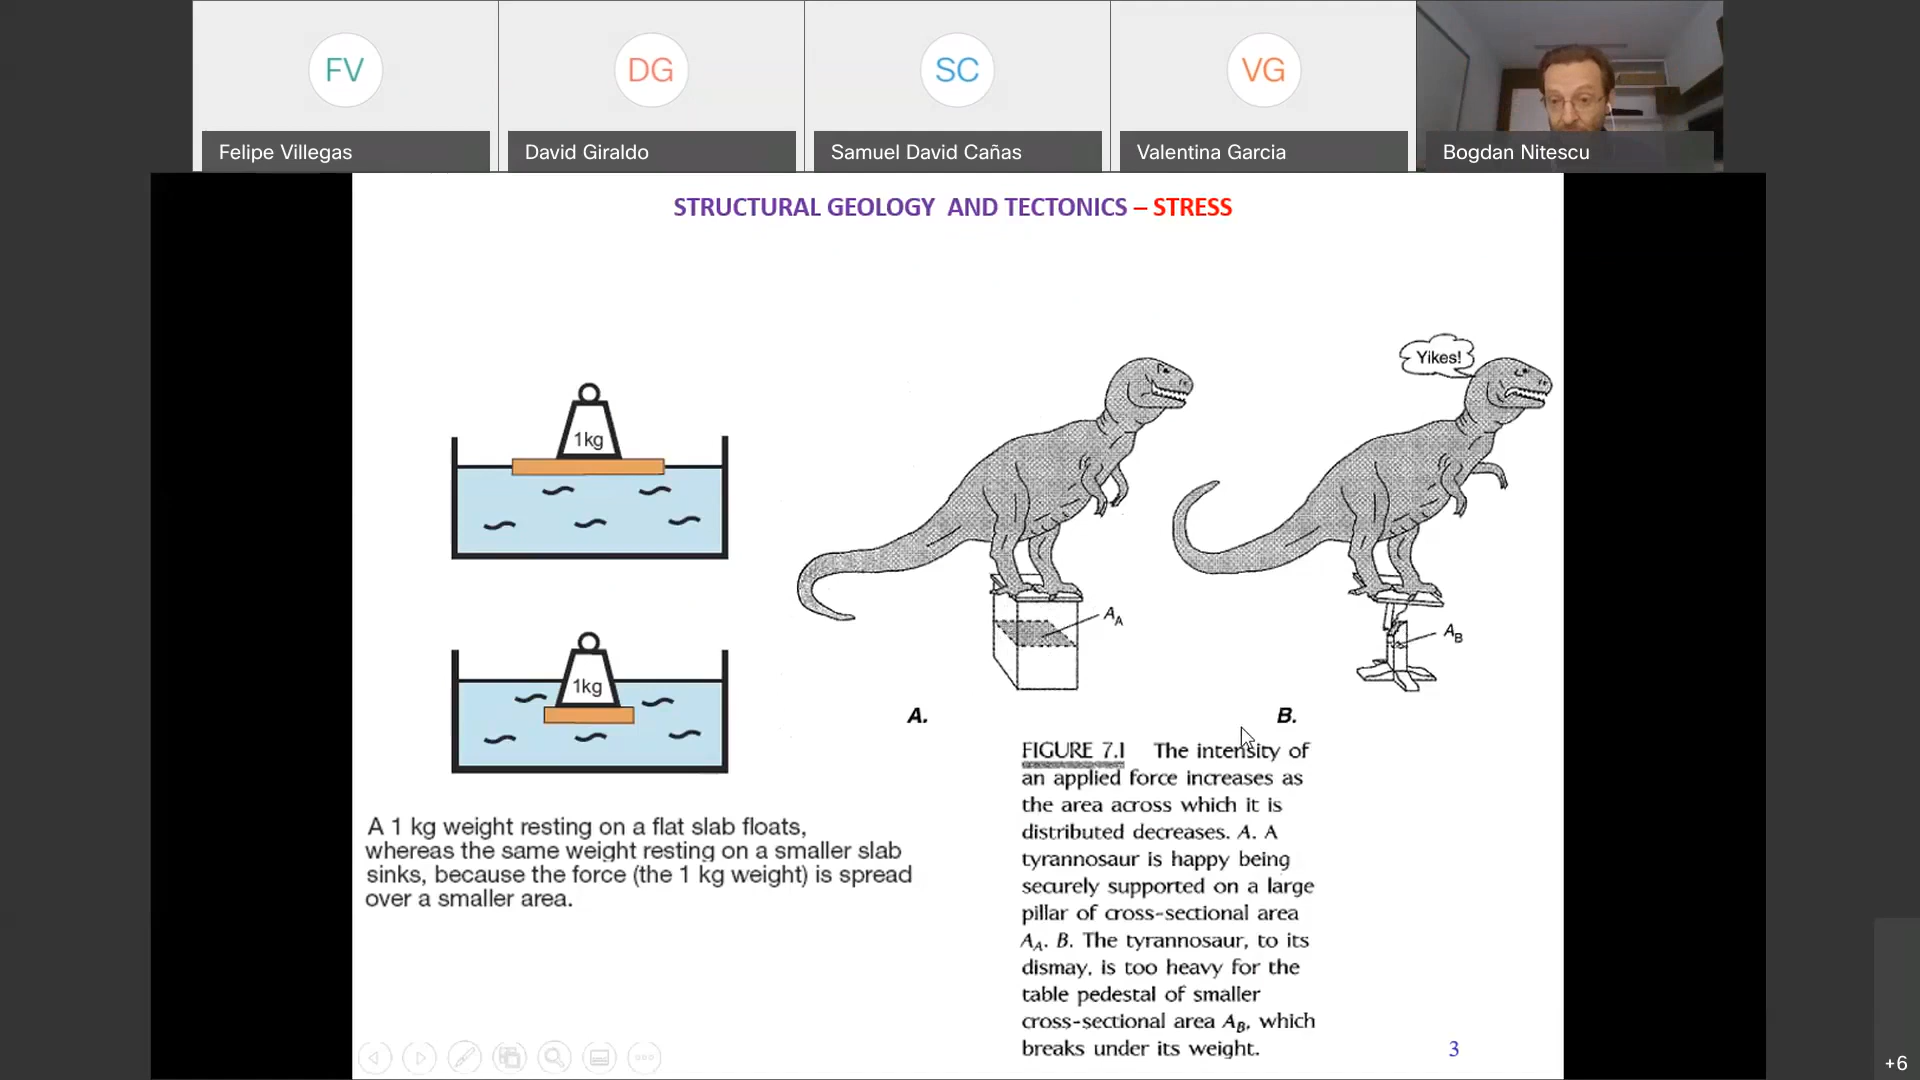 FV
DG
SC
VG
Felipe Villegas
David Giraldo
Samuel David Cañas
Valentina Garcia
Bogdan Nitescu
STRUCTURAL GEOLOGY AND TECTONICS – STRESS
1kg
1kg
A 1 kg weight resting on a flat slab floats,
whereas the same weight resting on a smaller slab
sinks, because the force (the 1 kg weight) is spread
over a smaller area.
Yikes!
A_A
A_B
A.
B.
FIGURE 7.1 The intensity of
an applied force increases as
the area across which it is
distributed decreases. A. A
tyrannosaur is happy being
securely supported on a large
pillar of cross-sectional area
A_A. B. The tyrannosaur, to its
dismay, is too heavy for the
table pedestal of smaller
cross-sectional area A_B, which
breaks under its weight.
3
+6